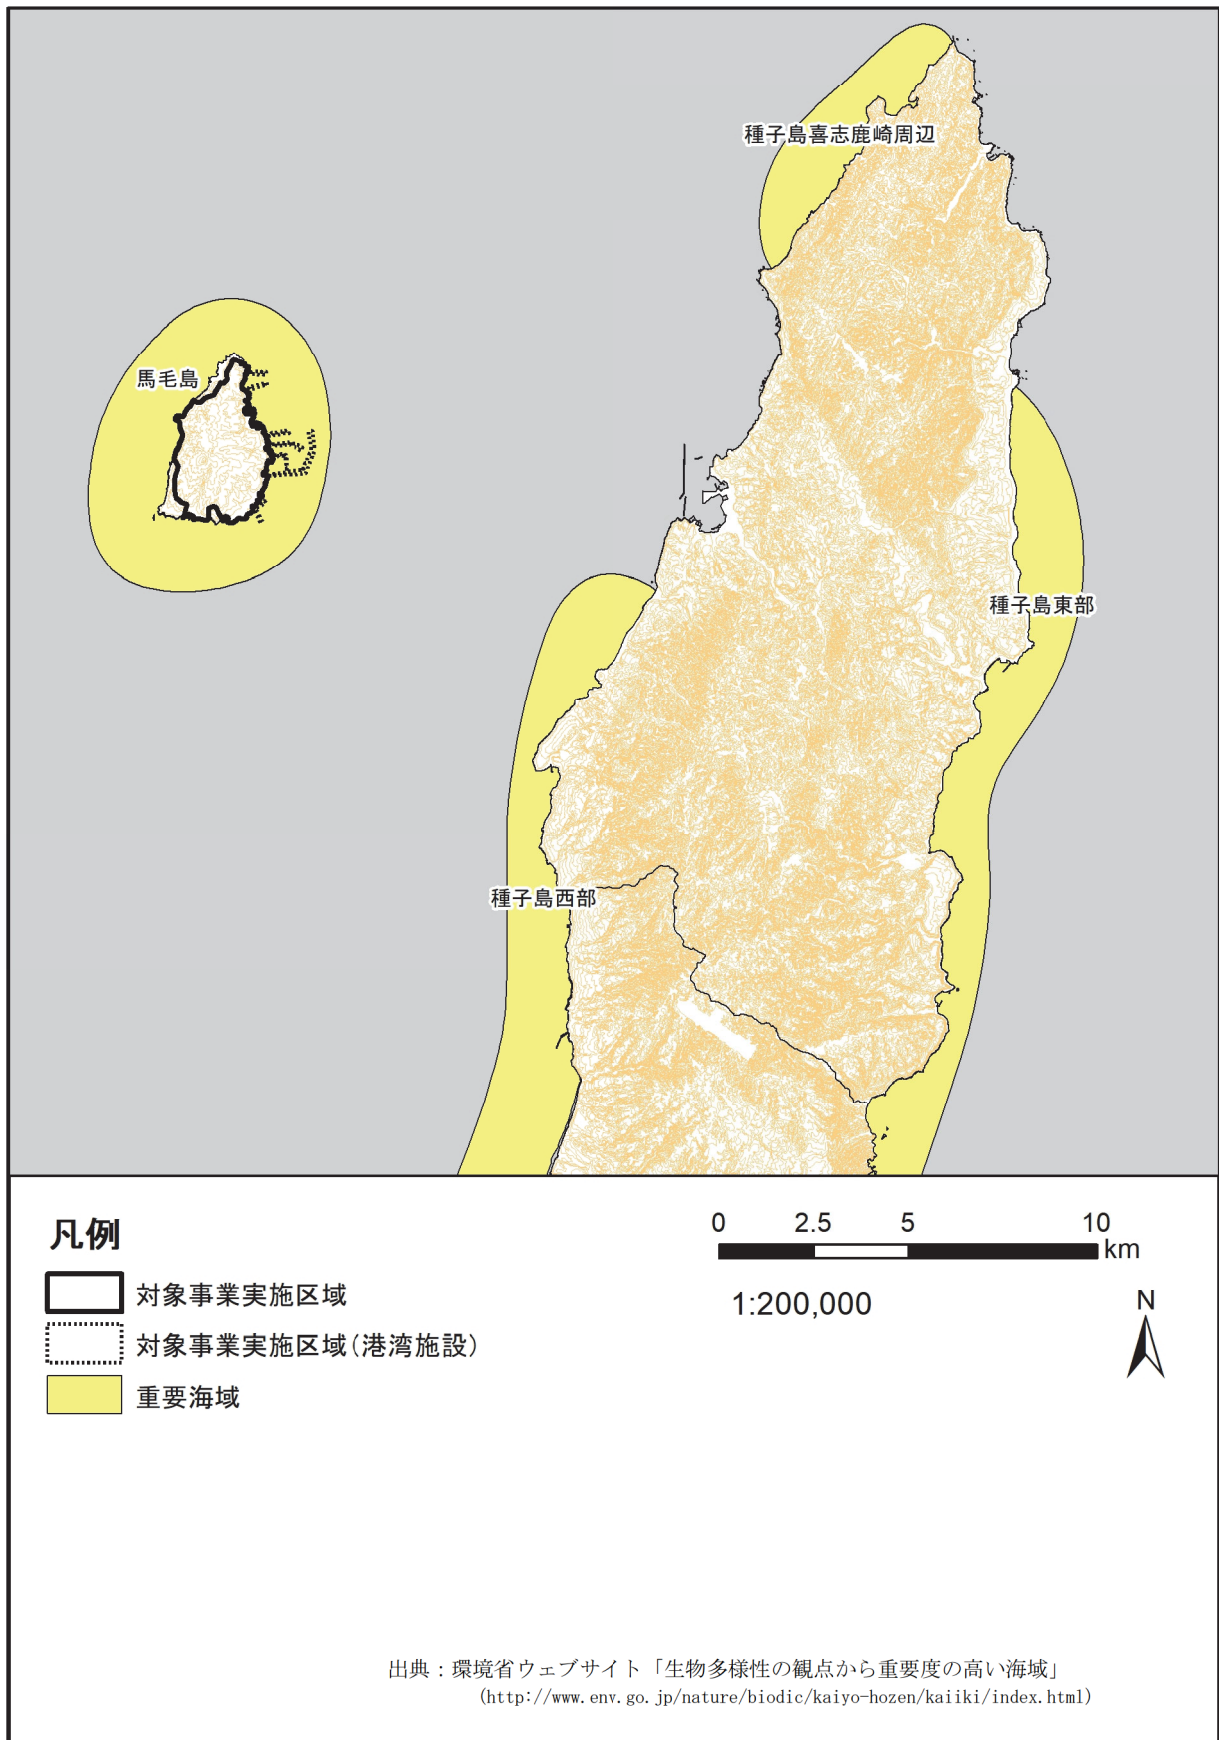 種子島喜志鹿崎周辺
馬毛島
種子島東部
種子島西部
凡例
対象事業実施区域
対象事業実施区域(港湾施設)
重要海域
0 2.5 5 10
km
1:200,000
N
出典：環境省ウェブサイト「生物多様性の観点から重要度の高い海域」
(http://www.env.go.jp/nature/biodic/kaiyo-hozen/kaiiki/index.html)